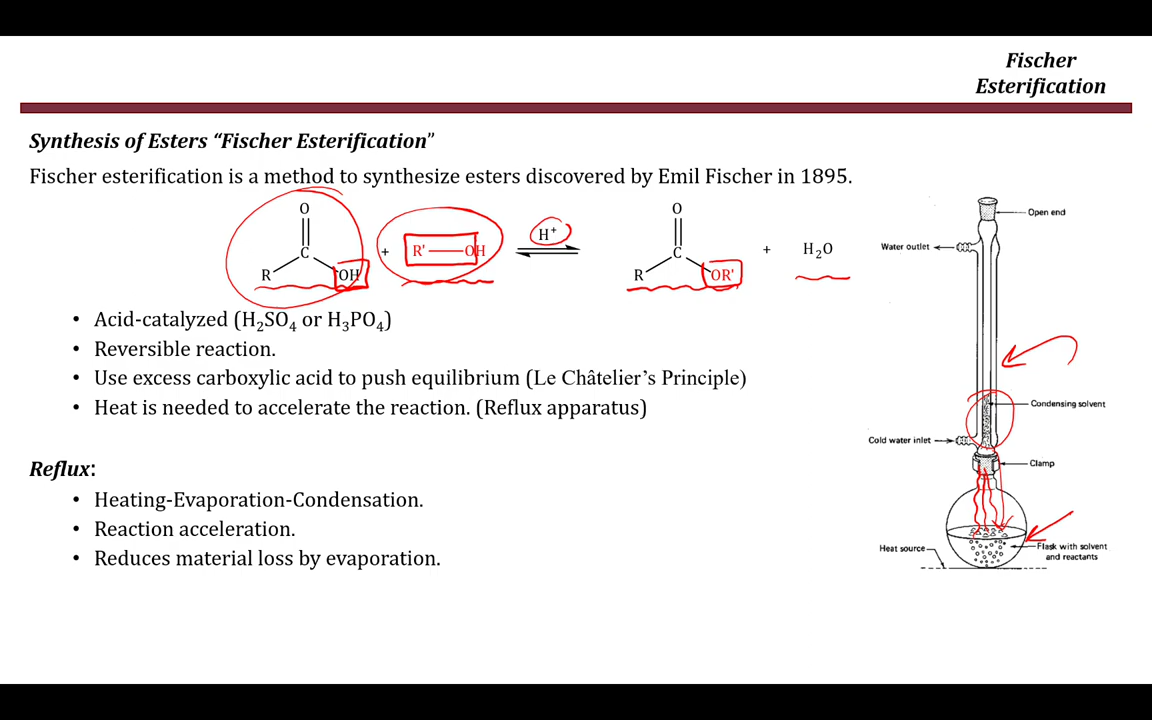 Fischer
Esterification
Synthesis of Esters “Fischer Esterification”
Fischer esterification is a method to synthesize esters discovered by Emil Fischer in 1895.
O
C
R
OH
+
R'
OH
H+
O
C
R
OR'
+
H2O
• Acid-catalyzed (H2SO4 or H3PO4)
• Reversible reaction.
• Use excess carboxylic acid to push equilibrium (Le Châtelier’s Principle)
• Heat is needed to accelerate the reaction. (Reflux apparatus)
Reflux:
• Heating-Evaporation-Condensation.
• Reaction acceleration.
• Reduces material loss by evaporation.
Open end
Water outlet
Condensing solvent
Cold water inlet
Clamp
Heat source
Flask with solvent
and reactants